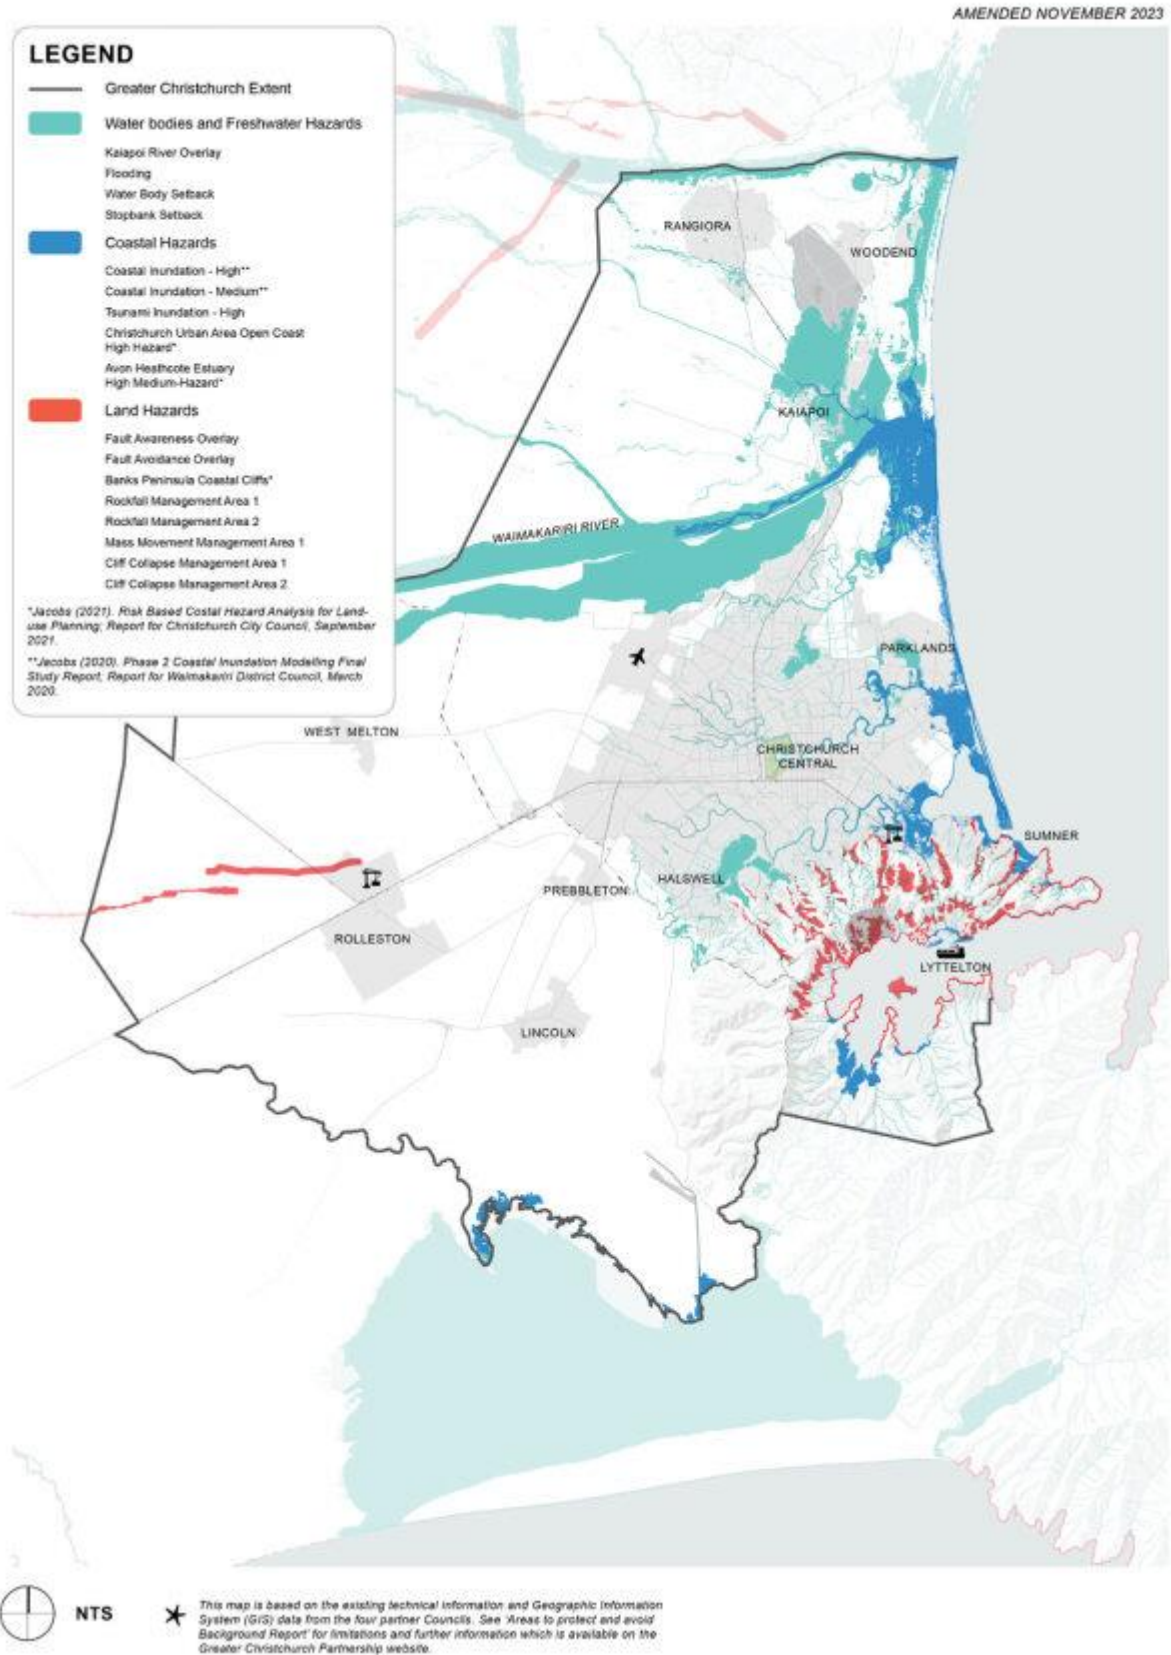 AMENDED NOVEMBER 2023
LEGEND
Greater Christchurch Extent
Water bodies and Freshwater Hazards
Kaiapoi River Overlay
Flooding
Water Body Setback
Stopbank Setback
Coastal Hazards
Coastal Inundation - High**
Coastal Inundation - Medium**
Tsunami Inundation - High
Christchurch Urban Area Open Coast
High Hazard*
Avon Heathcote Estuary
High Medium-Hazard*
Land Hazards
Fault Awareness Overlay
Fault Avoidance Overlay
Banks Peninsula Coastal Cliffs*
Rockfall Management Area 1
Rockfall Management Area 2
Mass Movement Management Area 1
Cliff Collapse Management Area 1
Cliff Collapse Management Area 2
*Jacobs (2021). Risk Based Costal Hazard Analysis for Land-
use Planning; Report for Christchurch City Council, September
2021.
**Jacobs (2020). Phase 2 Coastal Inundation Modelling Final
Study Report, Report for Waimakariri District Council, March
2020.
RANGIORA
WOODEND
KAIAPOI
WAIMAKARIRI RIVER
PARKLANDS
WEST MELTON
CHRISTCHURCH
CENTRAL
SUMNER
HALSWELL
PREBBLETON
ROLLESTON
LYTTELTON
LINCOLN
NTS
This map is based on the existing technical information and Geographic Information
System (GIS) data from the four partner Councils. See 'Areas to protect and avoid
Background Report' for limitations and further information which is available on the
Greater Christchurch Partnership website.